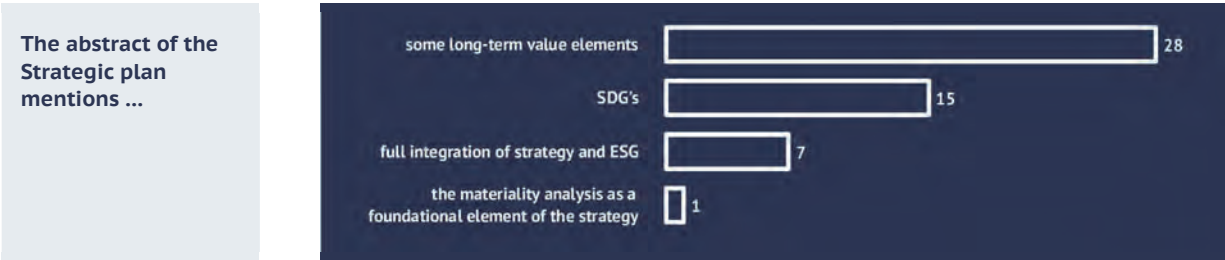 The abstract of the
Strategic plan
mentions ...
some long-term value elements
28
SDG's
15
full integration of strategy and ESG
7
the materiality analysis as a
foundational element of the strategy
1